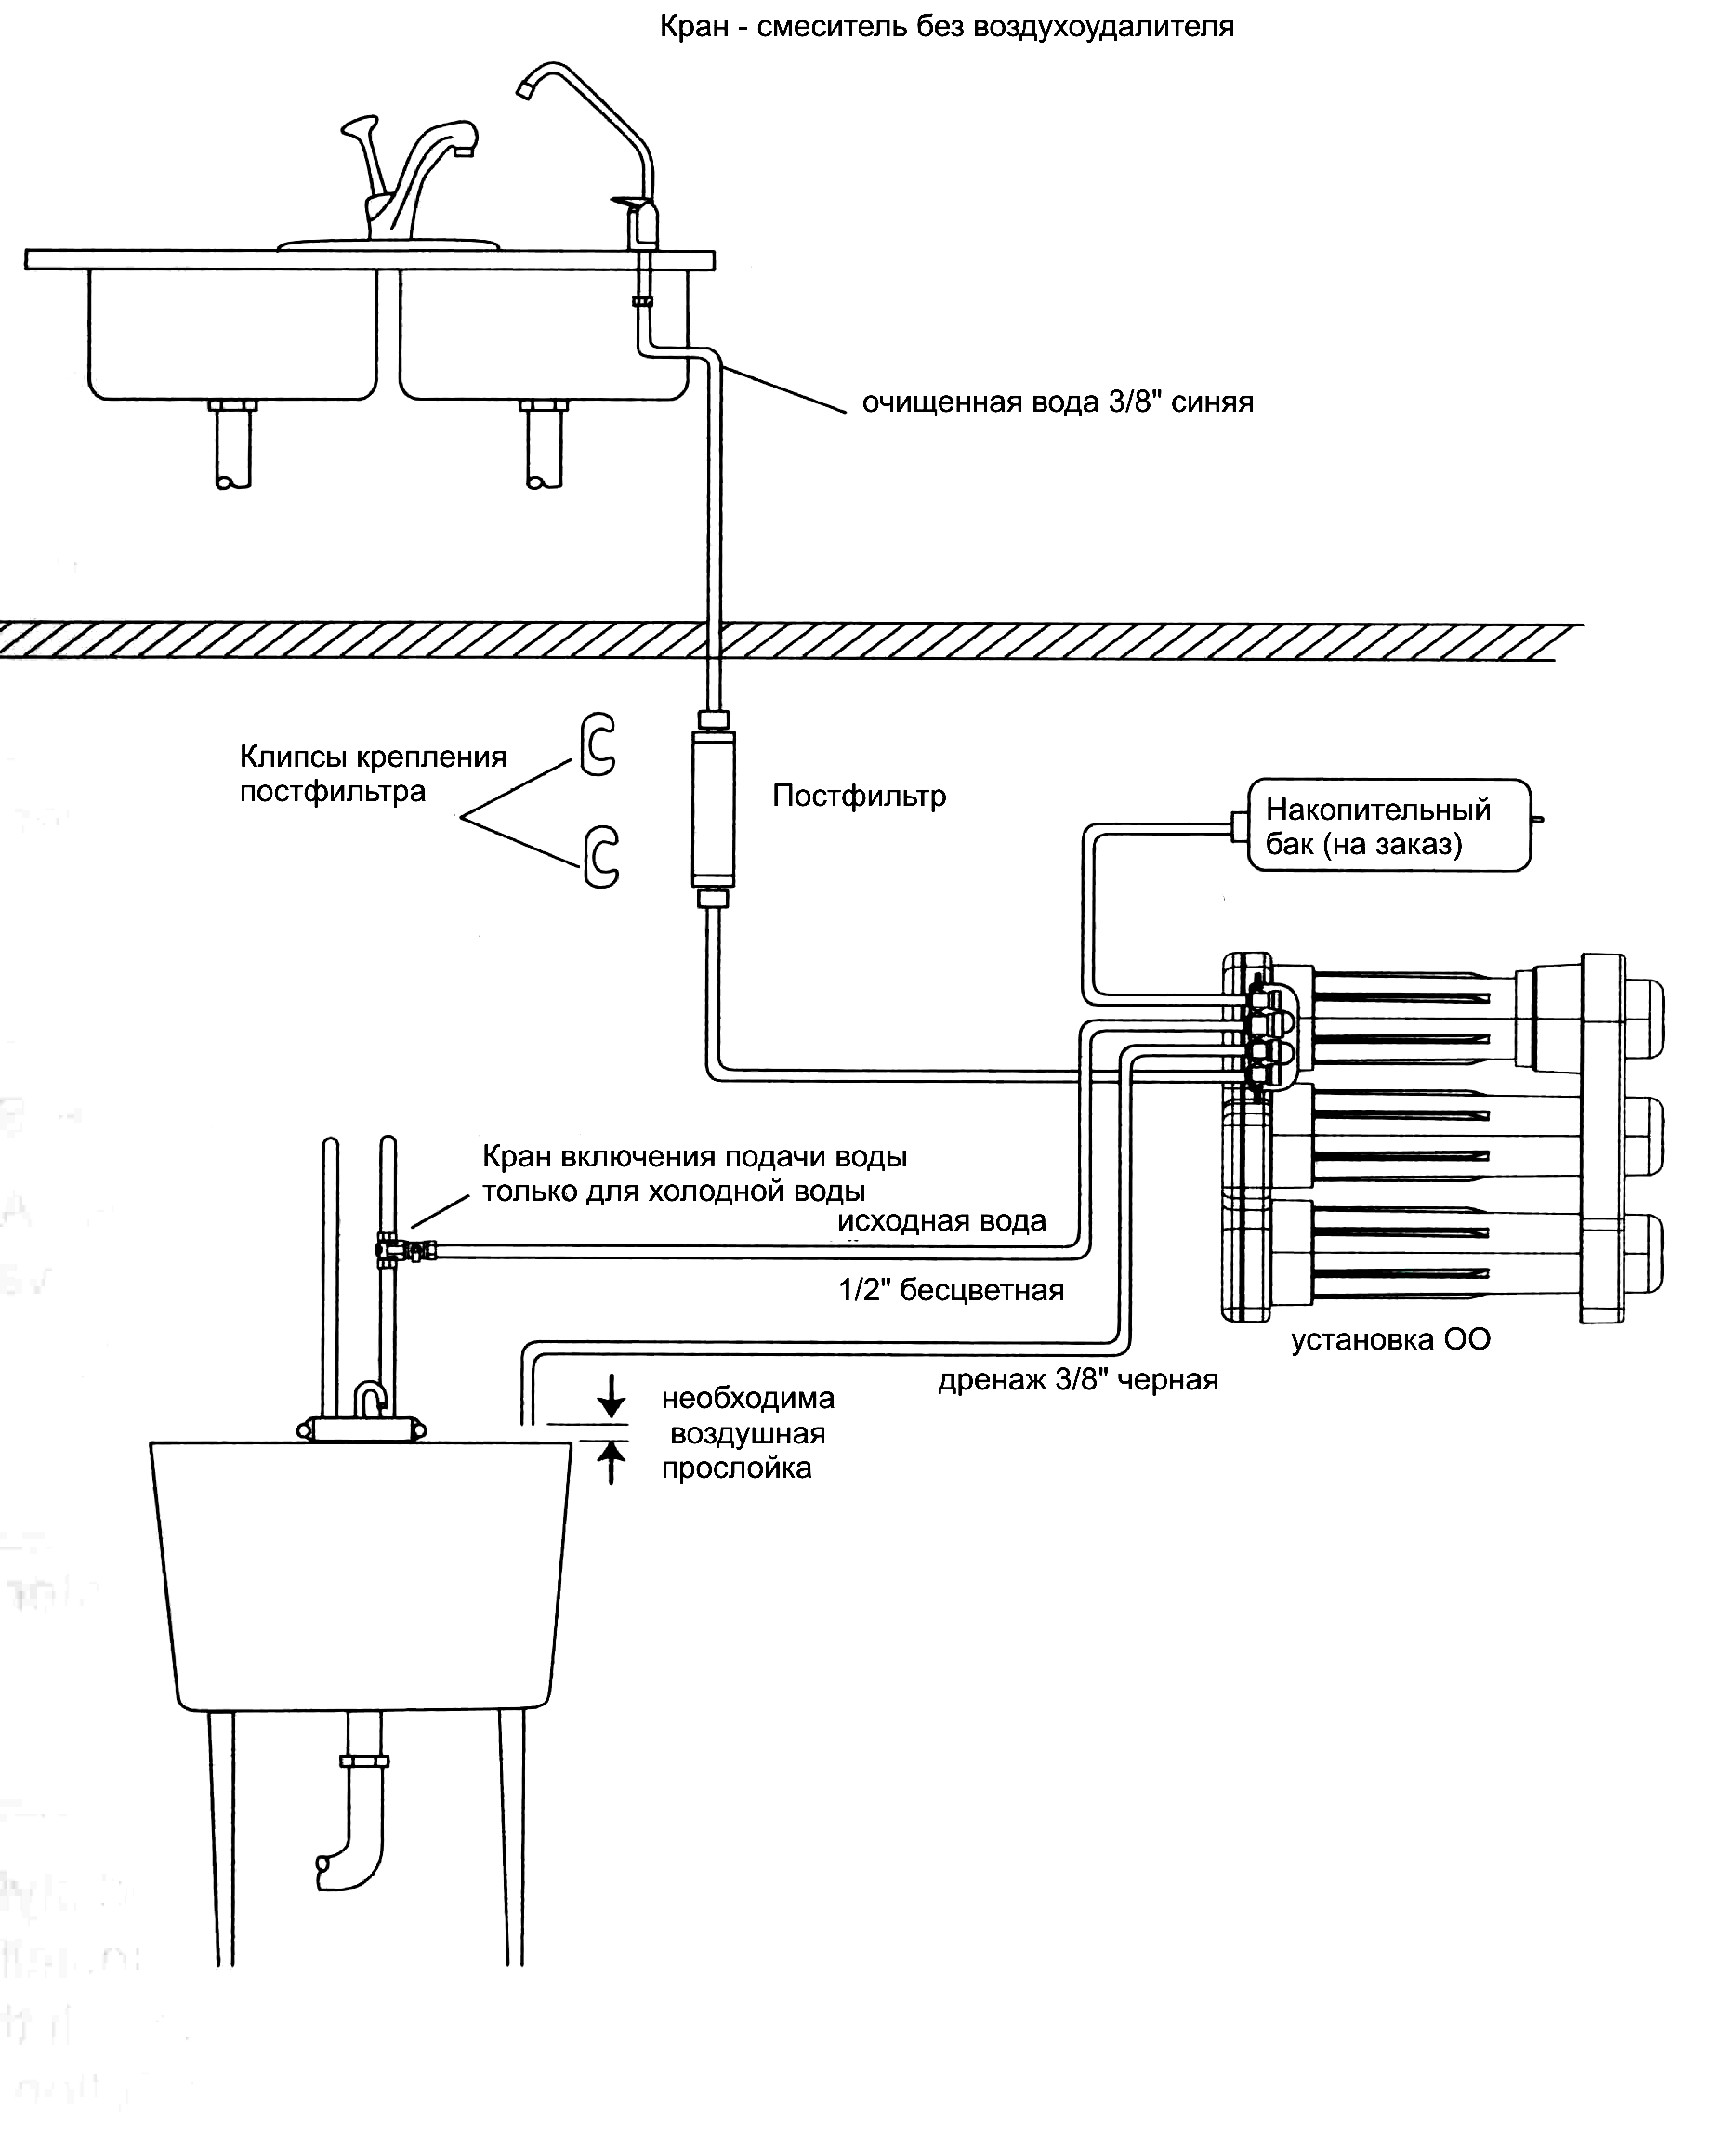 Кран - смеситель без воздухоудалителя
очищенная вода 3/8" синяя
Клипсы крепления
постфильтра
Постфильтр
Накопительный
бак (на заказ)
Кран включения подачи воды
только для холодной воды
исходная вода
1/2" бесцветная
установка ОО
дренаж 3/8" черная
необходима
воздушная
прослойка